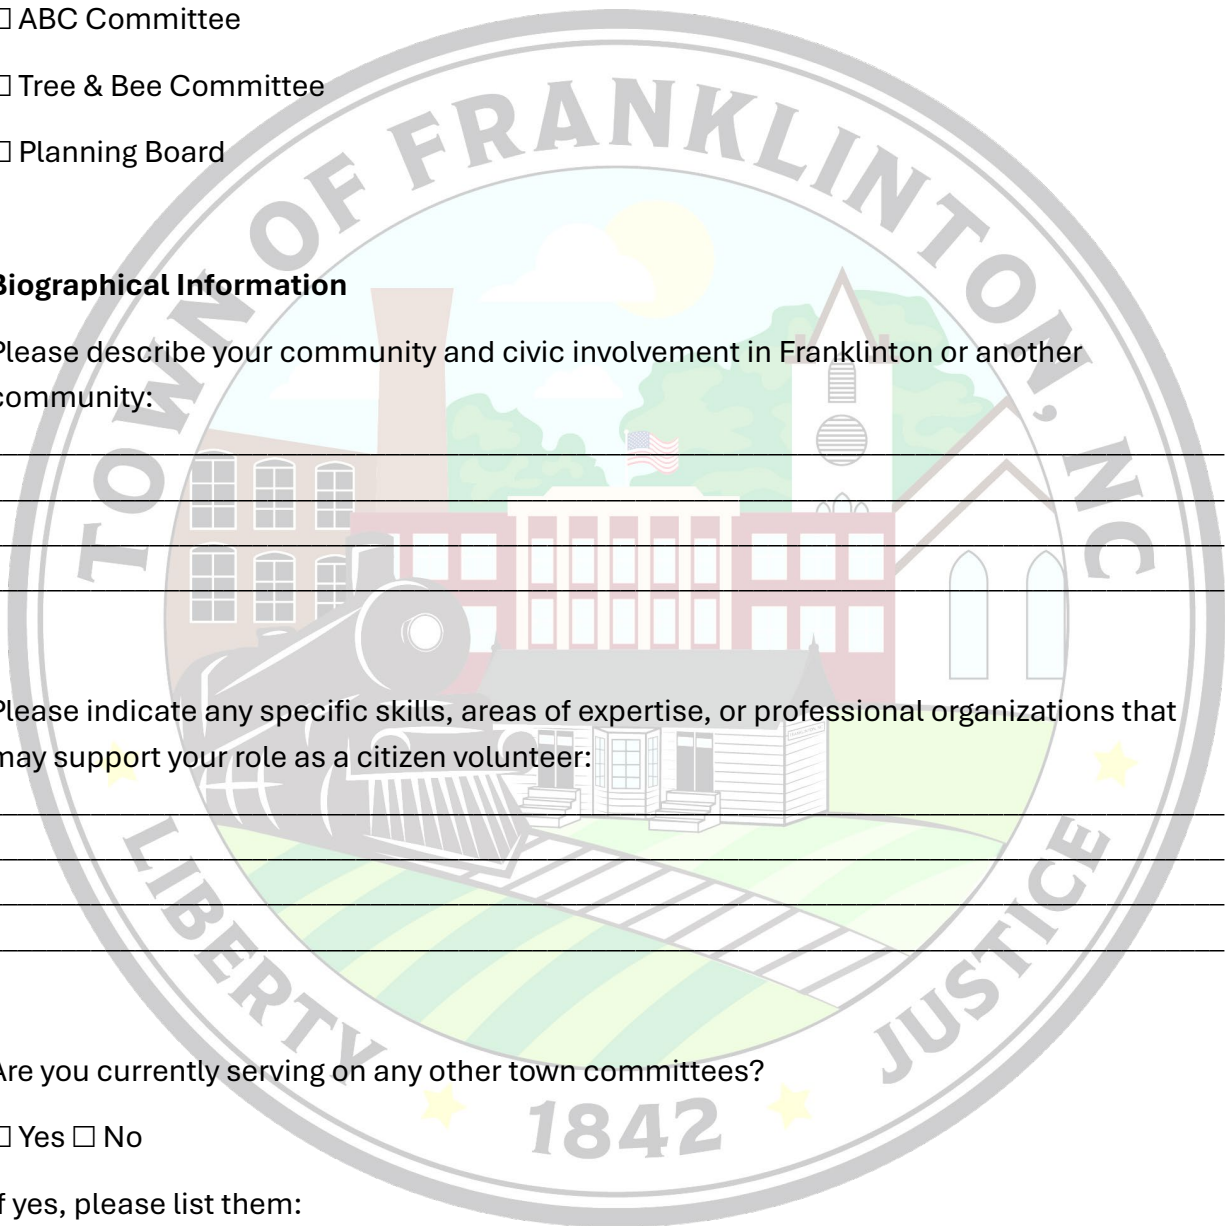 ☐ ABC Committee
☐ Tree & Bee Committee
☐ Planning Board
Biographical Information
Please describe your community and civic involvement in Franklinton or another
community:
Please indicate any specific skills, areas of expertise, or professional organizations that
may support your role as a citizen volunteer:
Are you currently serving on any other town committees?
☐ Yes ☐ No
If yes, please list them:
TOWN OF FRANKLINTON, NC
LIBERTY
1842
JUSTICE